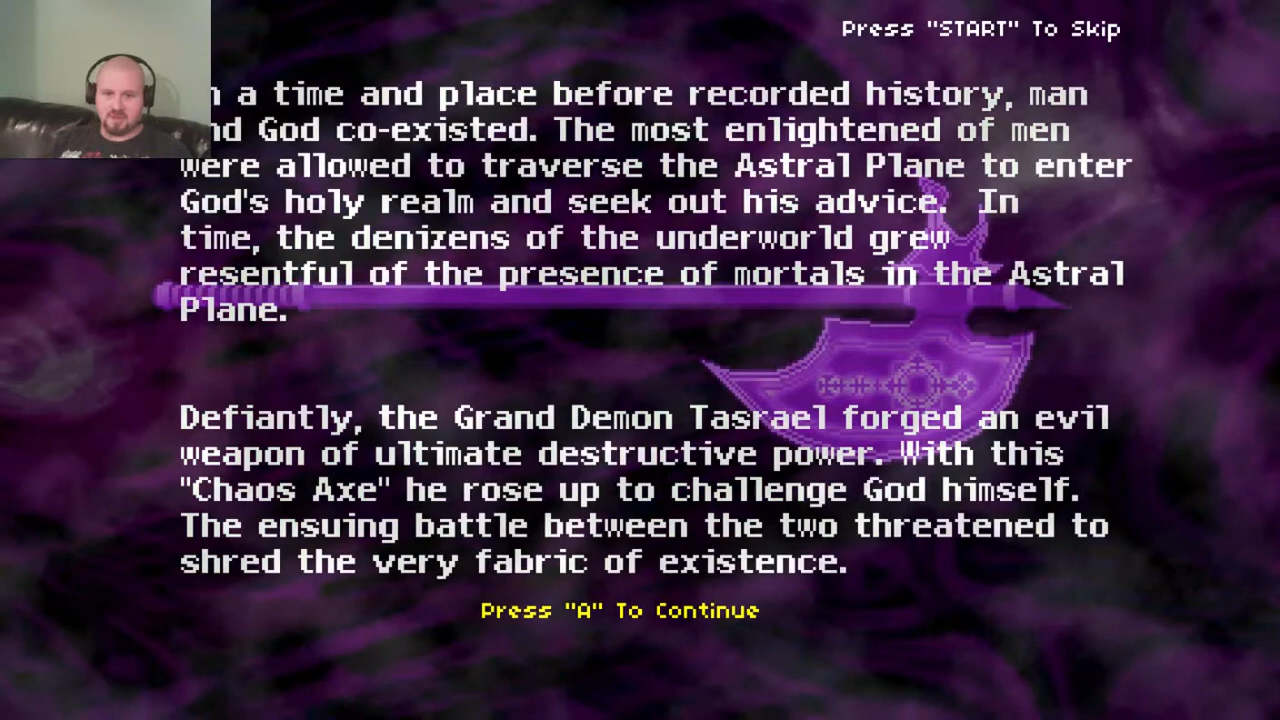 Press "START" To Skip
n a time and place before recorded history, man
nd God co-existed. The most enlightened of men
were allowed to traverse the Astral Plane to enter
God's holy realm and seek out his advice. In
time, the denizens of the underworld grew
resentful of the presence of mortals in the Astral
Plane.
Defiantly, the Grand Demon Tasrael forged an evil
weapon of ultimate destructive power. With this
"Chaos Axe" he rose up to challenge God himself.
The ensuing battle between the two threatened to
shred the very fabric of existence.
Press "A" To Continue